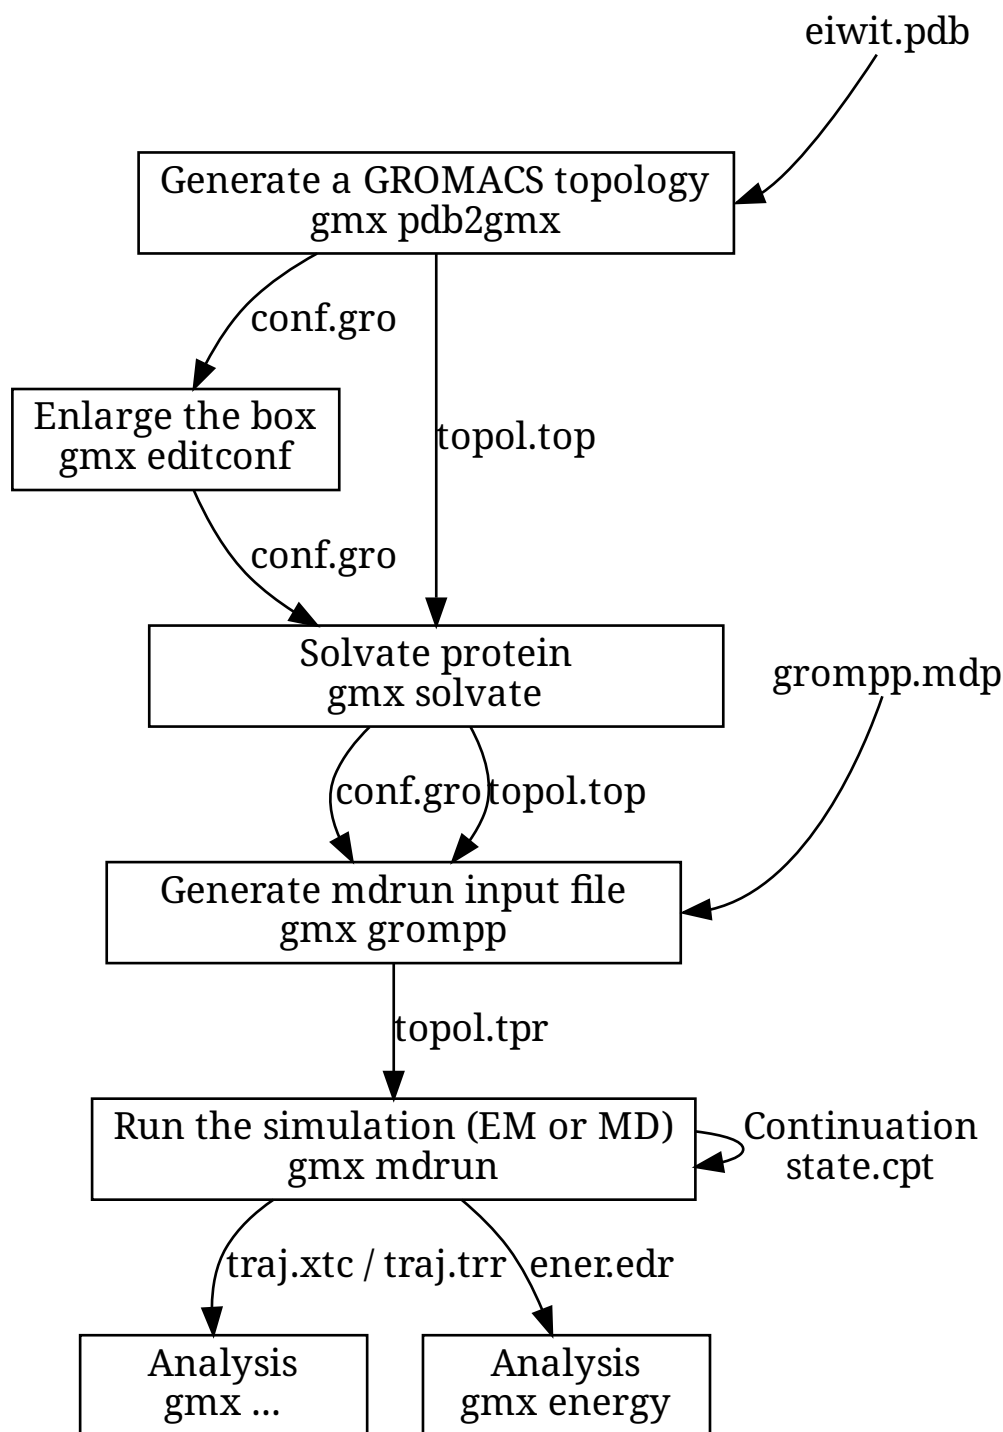 eiwit.pdb
Generate a GROMACS topology
gmx pdb2gmx
conf.gro
Enlarge the box
gmx editconf
topol.top
conf.gro
Solvate protein
gmx solvate
grompp.mdp
conf.gro
topol.top
Generate mdrun input file
gmx grompp
topol.tpr
Run the simulation (EM or MD)
gmx mdrun
Continuation
state.cpt
traj.xtc / traj.trr
ener.edr
Analysis
gmx ...
Analysis
gmx energy